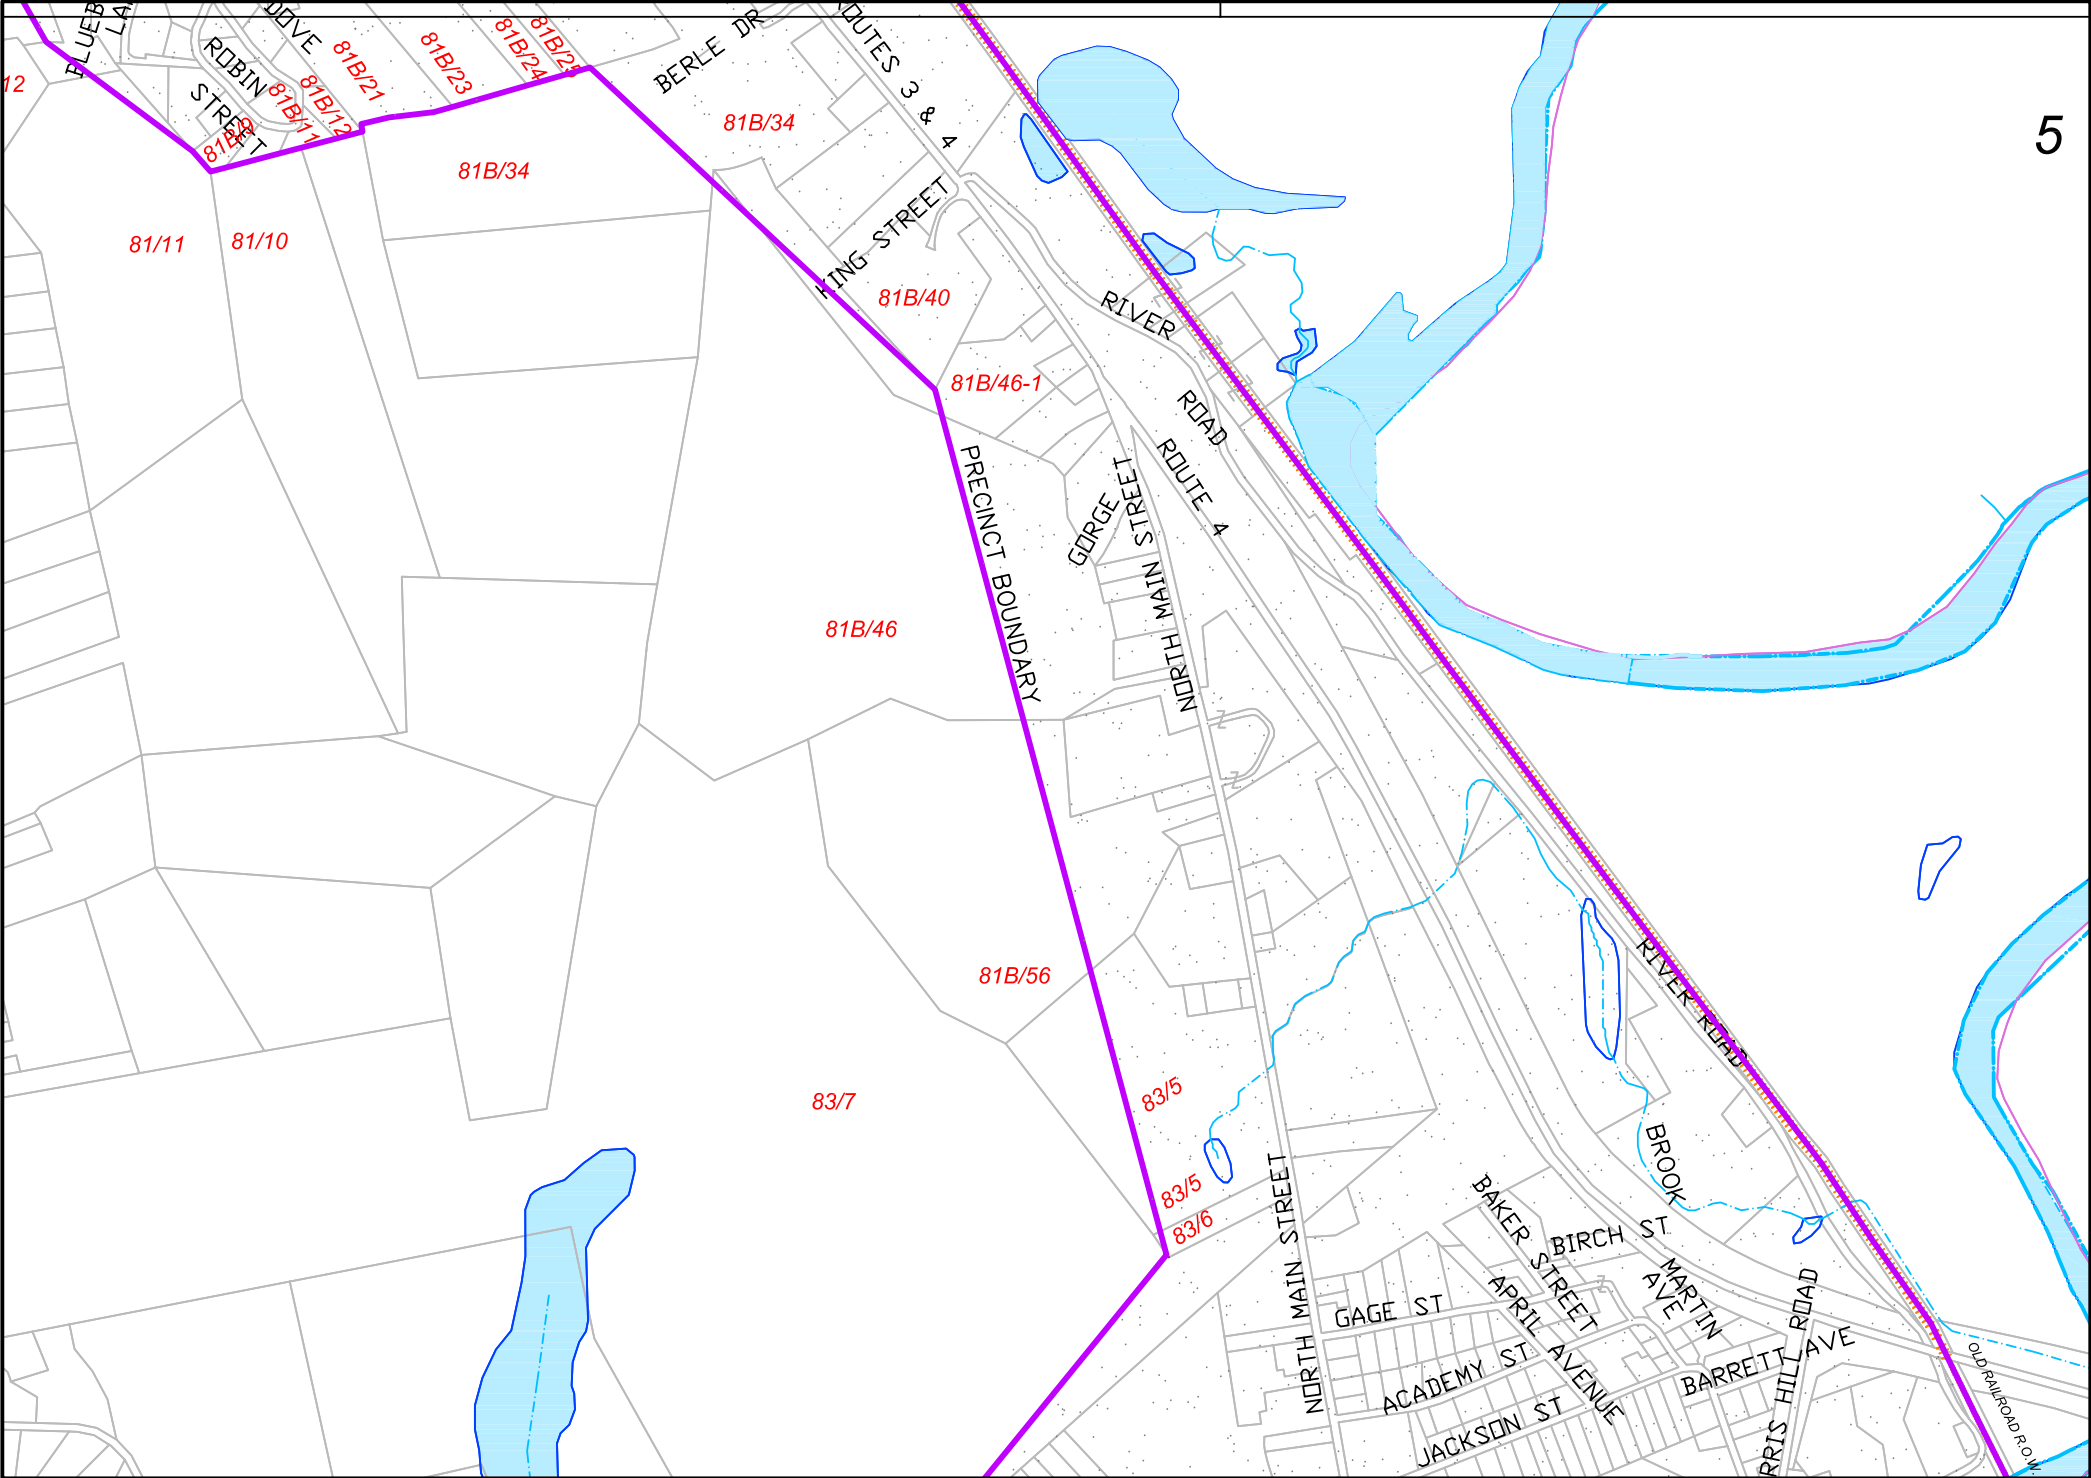 DOVE
ROBIN
STREET
81B/21
81B/23
81B/24
81B/25
81B/11
81B/12
BERLE DR
ROUTES 3 & 4
5
12
81B/34
81B/34
81/11
81/10
KING STREET
81B/40
RIVER
ROAD
81B/46-1
ROUTE 4
PRECINCT BOUNDARY
GORGE
NORTH MAIN STREET
81B/46
Z
Z
81B/56
RIVER ROAD
83/7
83/5
83/5
83/6
NORTH MAIN STREET
BROOK
BAKER STREET
BIRCH ST
MARTIN
AVE
Z
GAGE ST
APRIL AVENUE
ACADEMY ST
JACKSON ST
BARRETT AVE
RRIS HILL ROAD
OLD RAILROAD R.O.W.